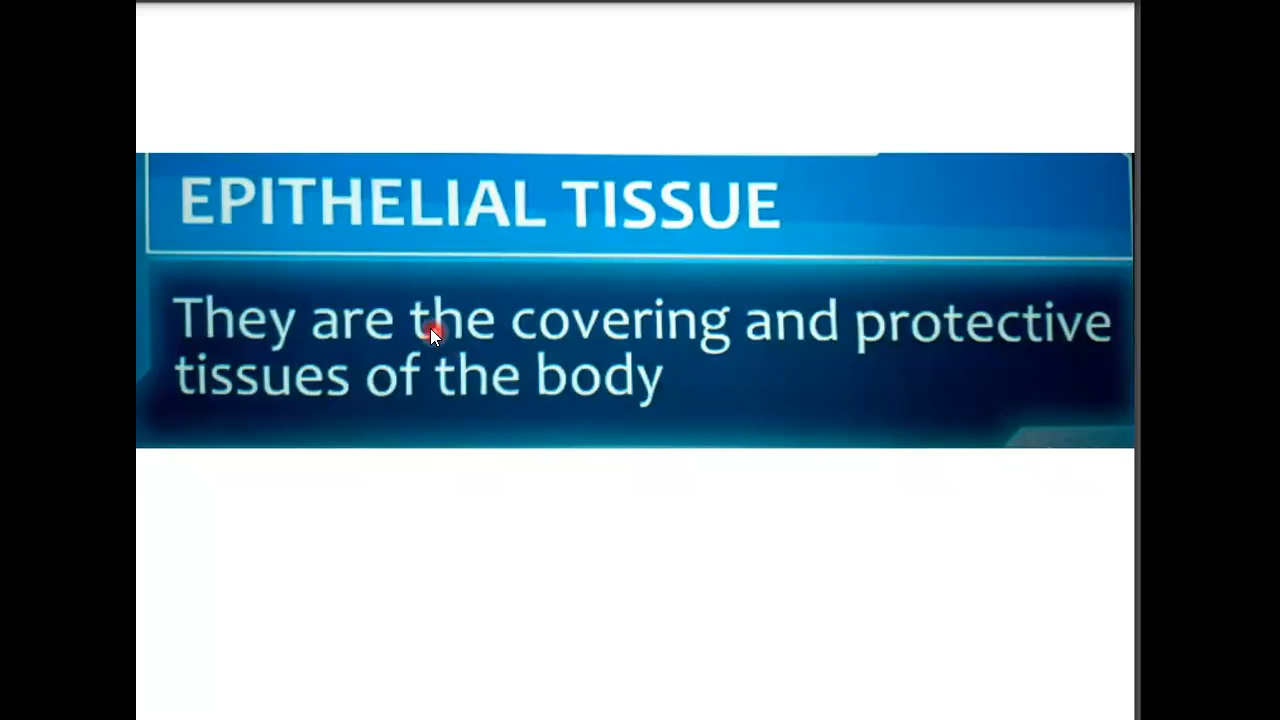 EPITHELIAL TISSUE
They are the covering and protective
tissues of the body